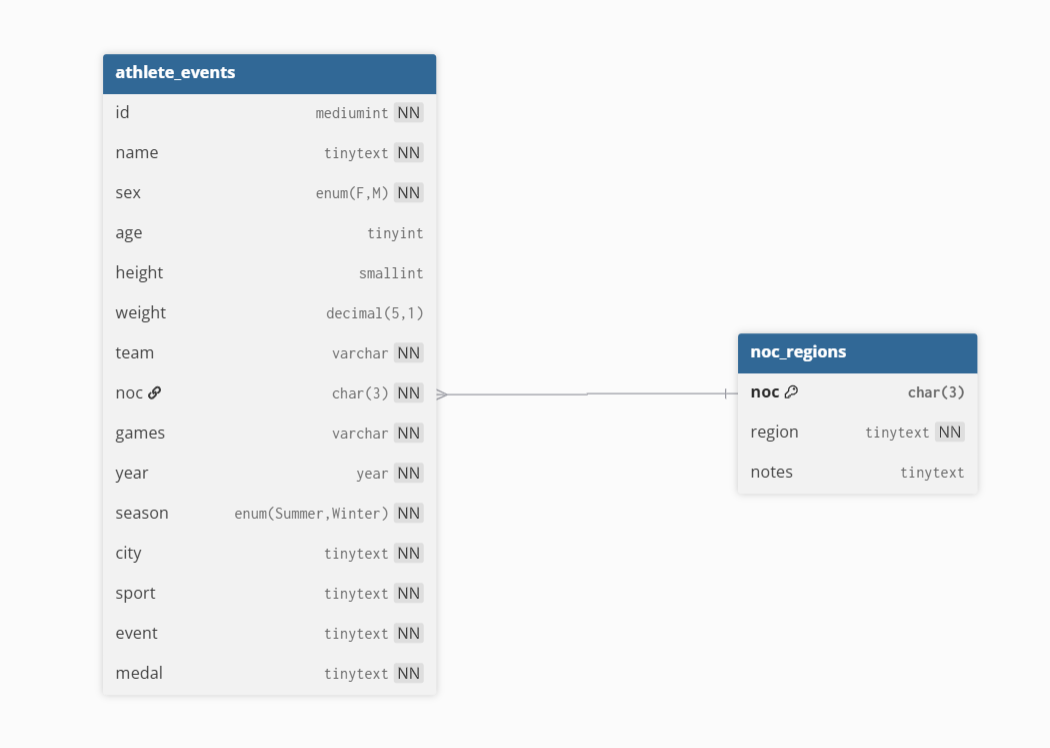 athlete_events
id mediumint NN
name tinytext NN
sex enum(F,M) NN
age tinyint
height smallint
weight decimal(5,1)
team varchar NN
noc char(3) NN
games varchar NN
year year NN
season enum(Summer,Winter) NN
city tinytext NN
sport tinytext NN
event tinytext NN
medal tinytext NN
noc_regions
noc char(3)
region tinytext NN
notes tinytext